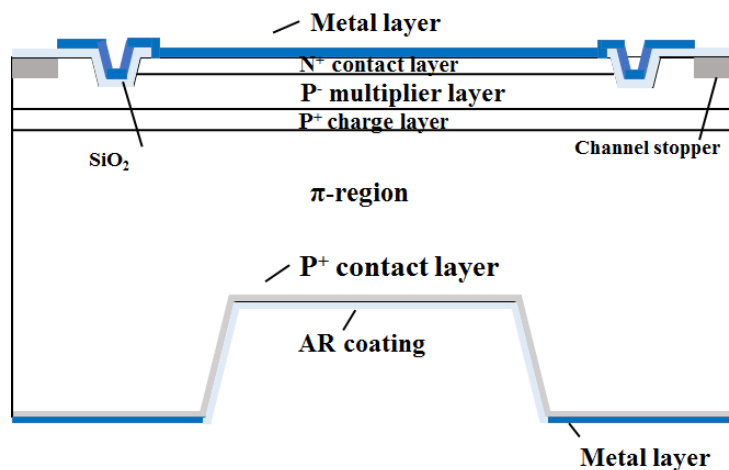 Metal layer
N⁺ contact layer
P⁻ multiplier layer
P⁺ charge layer
Channel stopper
SiO₂
π-region
P⁺ contact layer
AR coating
Metal layer